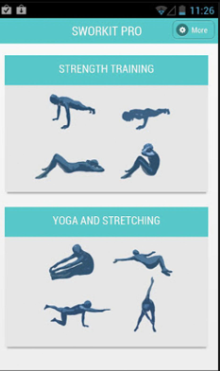 11:26
SWORKIT PRO
More
STRENGTH TRAINING
YOGA AND STRETCHING